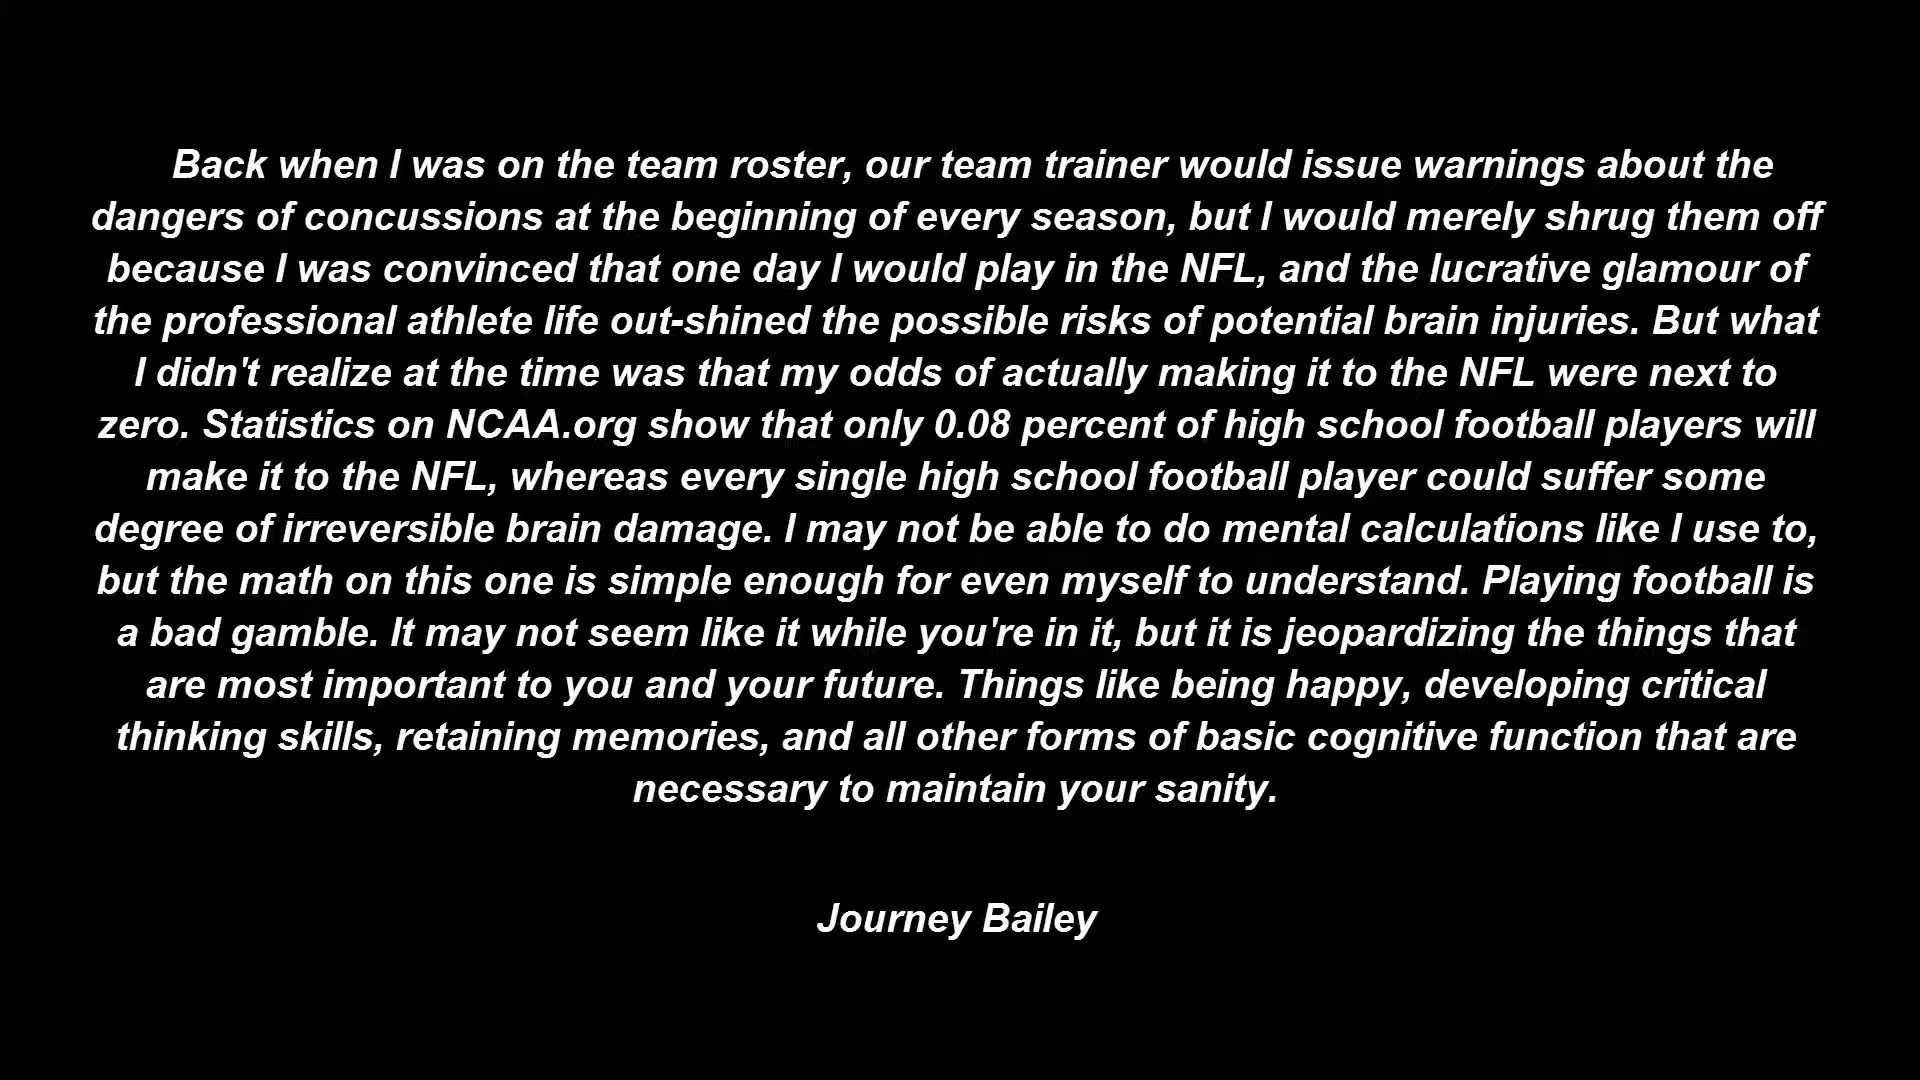 Back when I was on the team roster, our team trainer would issue warnings about the
dangers of concussions at the beginning of every season, but I would merely shrug them off
because I was convinced that one day I would play in the NFL, and the lucrative glamour of
the professional athlete life out-shined the possible risks of potential brain injuries. But what
I didn't realize at the time was that my odds of actually making it to the NFL were next to
zero. Statistics on NCAA.org show that only 0.08 percent of high school football players will
make it to the NFL, whereas every single high school football player could suffer some
degree of irreversible brain damage. I may not be able to do mental calculations like I use to,
but the math on this one is simple enough for even myself to understand. Playing football is
a bad gamble. It may not seem like it while you're in it, but it is jeopardizing the things that
are most important to you and your future. Things like being happy, developing critical
thinking skills, retaining memories, and all other forms of basic cognitive function that are
necessary to maintain your sanity.
Journey Bailey